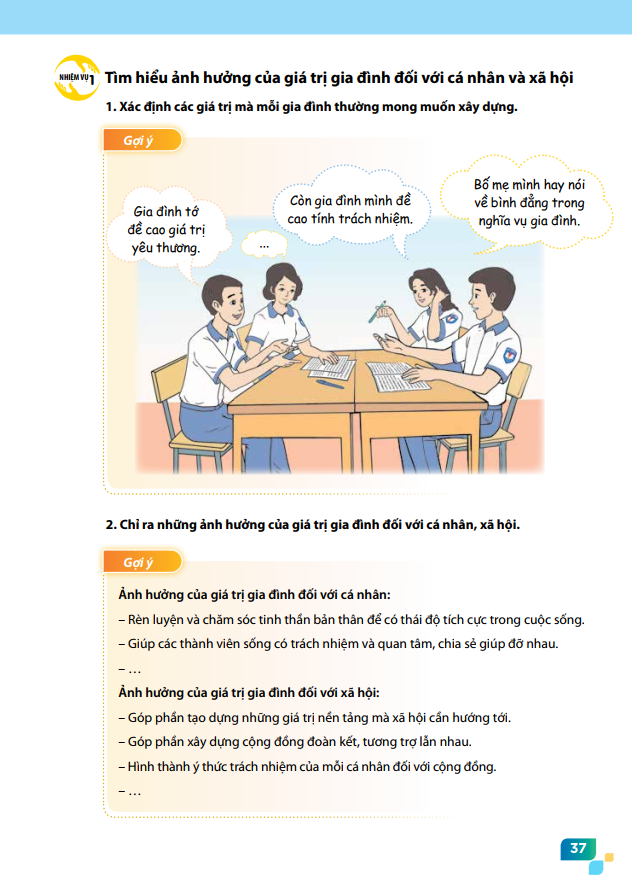 NHIỆM VỤ 1
Tìm hiểu ảnh hưởng của giá trị gia đình đối với cá nhân và xã hội
1. Xác định các giá trị mà mỗi gia đình thường mong muốn xây dựng.
Gợi ý
Gia đình tớ
đề cao giá trị
yêu thương.
...
Còn gia đình mình đề
cao tính trách nhiệm.
Bố mẹ mình hay nói
về bình đẳng trong
nghĩa vụ gia đình.
2. Chỉ ra những ảnh hưởng của giá trị gia đình đối với cá nhân, xã hội.
Gợi ý
Ảnh hưởng của giá trị gia đình đối với cá nhân:
– Rèn luyện và chăm sóc tinh thần bản thân để có thái độ tích cực trong cuộc sống.
– Giúp các thành viên sống có trách nhiệm và quan tâm, chia sẻ giúp đỡ nhau.
– ...
Ảnh hưởng của giá trị gia đình đối với xã hội:
– Góp phần tạo dựng những giá trị nền tảng mà xã hội cần hướng tới.
– Góp phần xây dựng cộng đồng đoàn kết, tương trợ lẫn nhau.
– Hình thành ý thức trách nhiệm của mỗi cá nhân đối với cộng đồng.
– ...
37